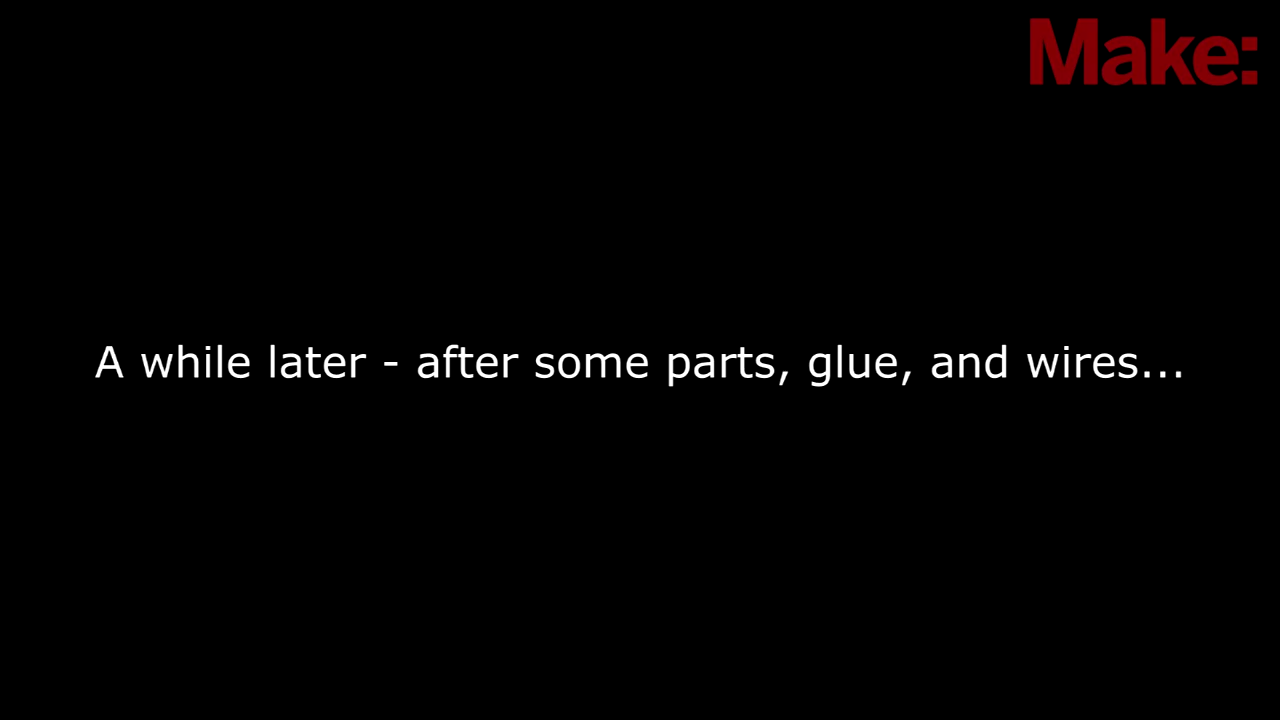 Make:
A while later - after some parts, glue, and wires...